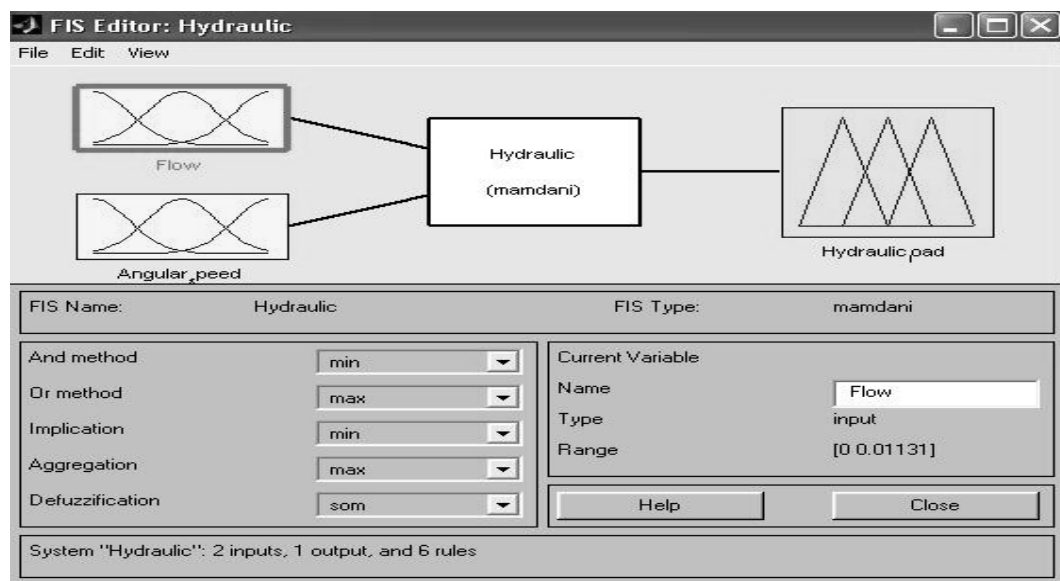 FIS Editor: Hydraulic
File Edit View
Flow
Angular_speed
Hydraulic
(mamdani)
Hydraulic_load
FIS Name: Hydraulic
FIS Type: mamdani
And method min
Or method max
Implication min
Aggregation max
Defuzzification som
Current Variable
Name Flow
Type input
Range [0 0.01131]
Help
Close
System "Hydraulic": 2 inputs, 1 output, and 6 rules